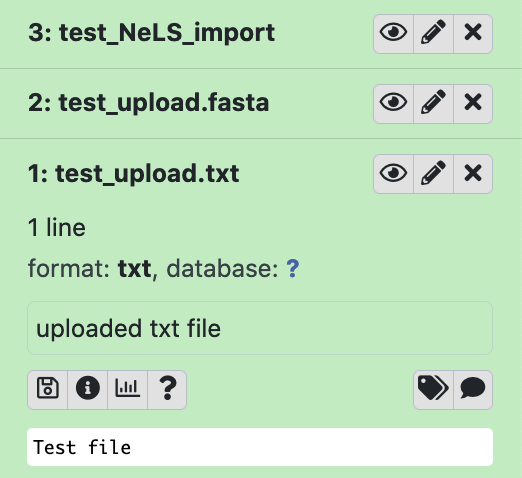 3: test_NeLS_import
2: test_upload.fasta
1: test_upload.txt
1 line
format: txt, database: ?
uploaded txt file
Test file